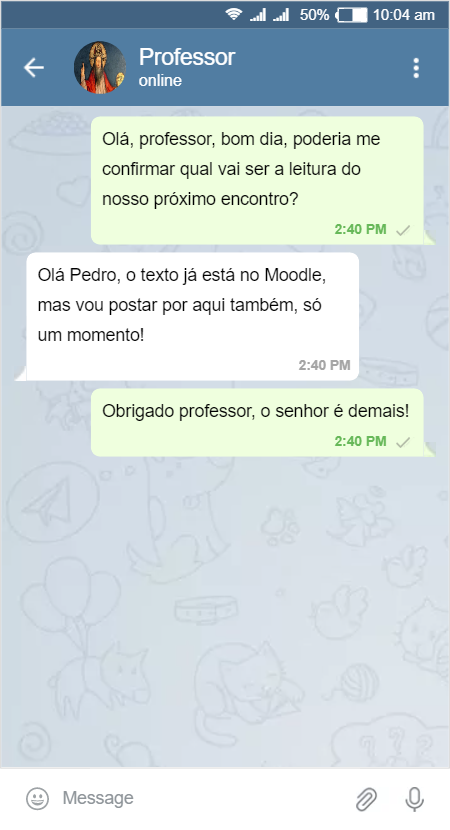 50% 10:04 am
Professor
online
Olá, professor, bom dia, poderia me
confirmar qual vai ser a leitura do
nosso próximo encontro?
2:40 PM
Olá Pedro, o texto já está no Moodle,
mas vou postar por aqui também, só
um momento!
2:40 PM
Obrigado professor, o senhor é demais!
2:40 PM
Message